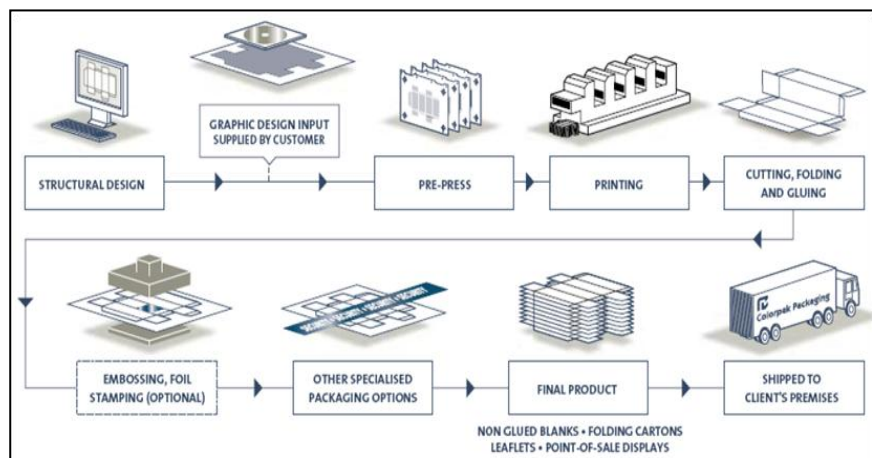 GRAPHIC DESIGN INPUT
SUPPLIED BY CUSTOMER
STRUCTURAL DESIGN
PRE-PRESS
PRINTING
CUTTING, FOLDING
AND GLUING
EMBOSSING, FOIL
STAMPING (OPTIONAL)
SECURITY
OTHER SPECIALISED
PACKAGING OPTIONS
FINAL PRODUCT
NON GLUED BLANKS • FOLDING CARTONS
LEAFLETS • POINT-OF-SALE DISPLAYS
Colorpak Packaging
SHIPPED TO
CLIENT'S PREMISES